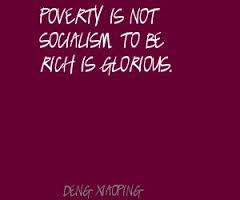 POVERTY IS NOT
SOCIALISM. TO BE
RICH IS GLORIOUS.
DENG XIAOPING